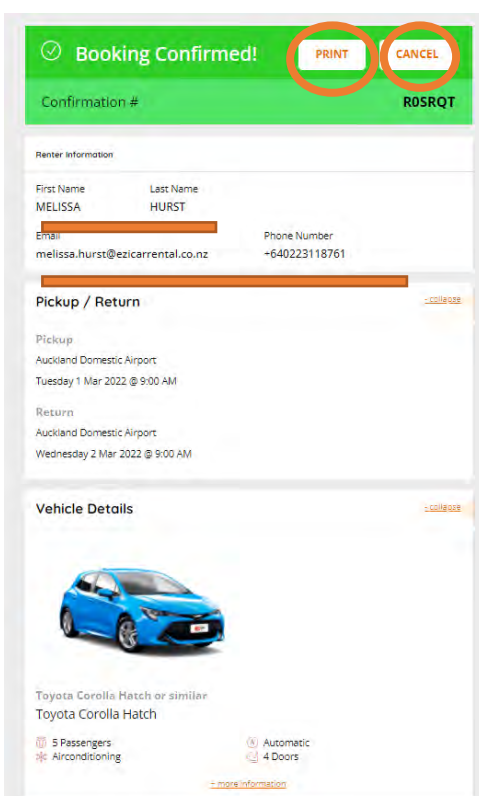 Booking Confirmed! PRINT CANCEL
Confirmation # R0SRQT
Renter Information
First Name Last Name
MELISSA HURST
Email Phone Number
melissa.hurst@ezicarrental.co.nz +640223118761
Pickup / Return - collapse
Pickup
Auckland Domestic Airport
Tuesday 1 Mar 2022 @ 9:00 AM
Return
Auckland Domestic Airport
Wednesday 2 Mar 2022 @ 9:00 AM
Vehicle Details - collapse
Toyota Corolla Hatch or similar
Toyota Corolla Hatch
5 Passengers Automatic
Airconditioning 4 Doors
+ more information